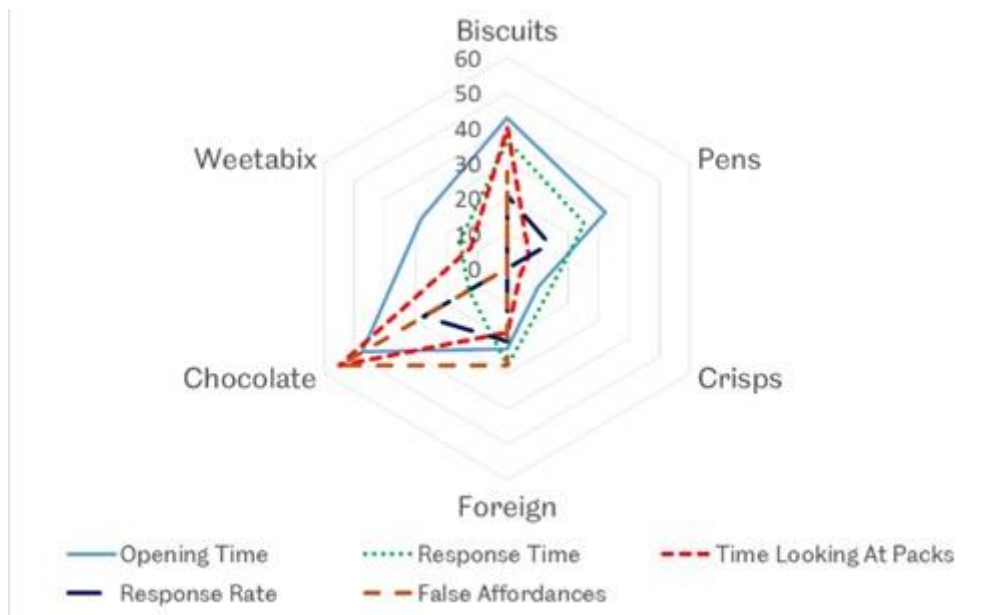 Biscuits
60
50
Weetabix
40
Pens
30
20
10
0
Chocolate
Crisps
Foreign
Opening Time
Response Time
Time Looking At Packs
Response Rate
False Affordances